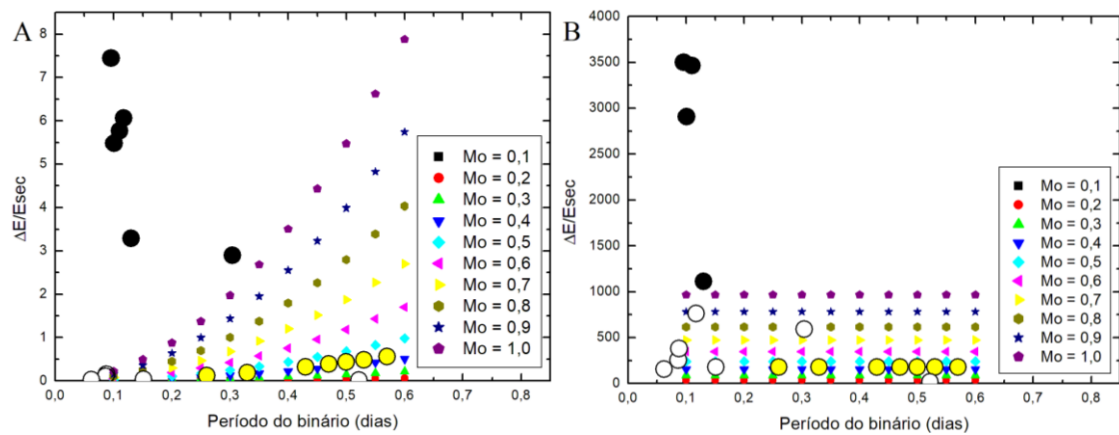 A
8
7
6
5
4
3
2
1
0
ΔE/Esec
0,0 0,1 0,2 0,3 0,4 0,5 0,6 0,7 0,8
Período do binário (dias)
Mo = 0,1
Mo = 0,2
Mo = 0,3
Mo = 0,4
Mo = 0,5
Mo = 0,6
Mo = 0,7
Mo = 0,8
Mo = 0,9
Mo = 1,0
B
4000
3500
3000
2500
2000
1500
1000
500
0
ΔE/Esec
0,0 0,1 0,2 0,3 0,4 0,5 0,6 0,7 0,8
Período do binário (dias)
Mo = 0,1
Mo = 0,2
Mo = 0,3
Mo = 0,4
Mo = 0,5
Mo = 0,6
Mo = 0,7
Mo = 0,8
Mo = 0,9
Mo = 1,0